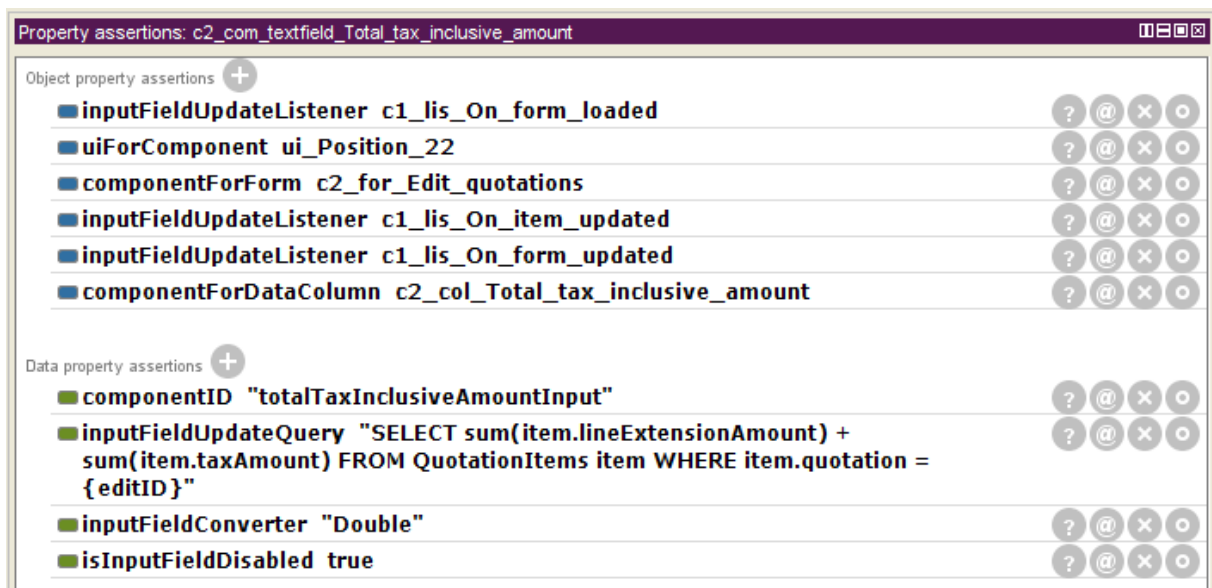 Property assertions: c2_com_textfield_Total_tax_inclusive_amount
Object property assertions
inputFieldUpdateListener c1_lis_On_form_loaded
uiForComponent ui_Position_22
componentForForm c2_for_Edit_quotations
inputFieldUpdateListener c1_lis_On_item_updated
inputFieldUpdateListener c1_lis_On_form_updated
componentForDataColumn c2_col_Total_tax_inclusive_amount
Data property assertions
componentID "totalTaxInclusiveAmountInput"
inputFieldUpdateQuery "SELECT sum(item.lineExtensionAmount) +
sum(item.taxAmount) FROM QuotationItems item WHERE item.quotation =
{editID}"
inputFieldConverter "Double"
isInputFieldDisabled true